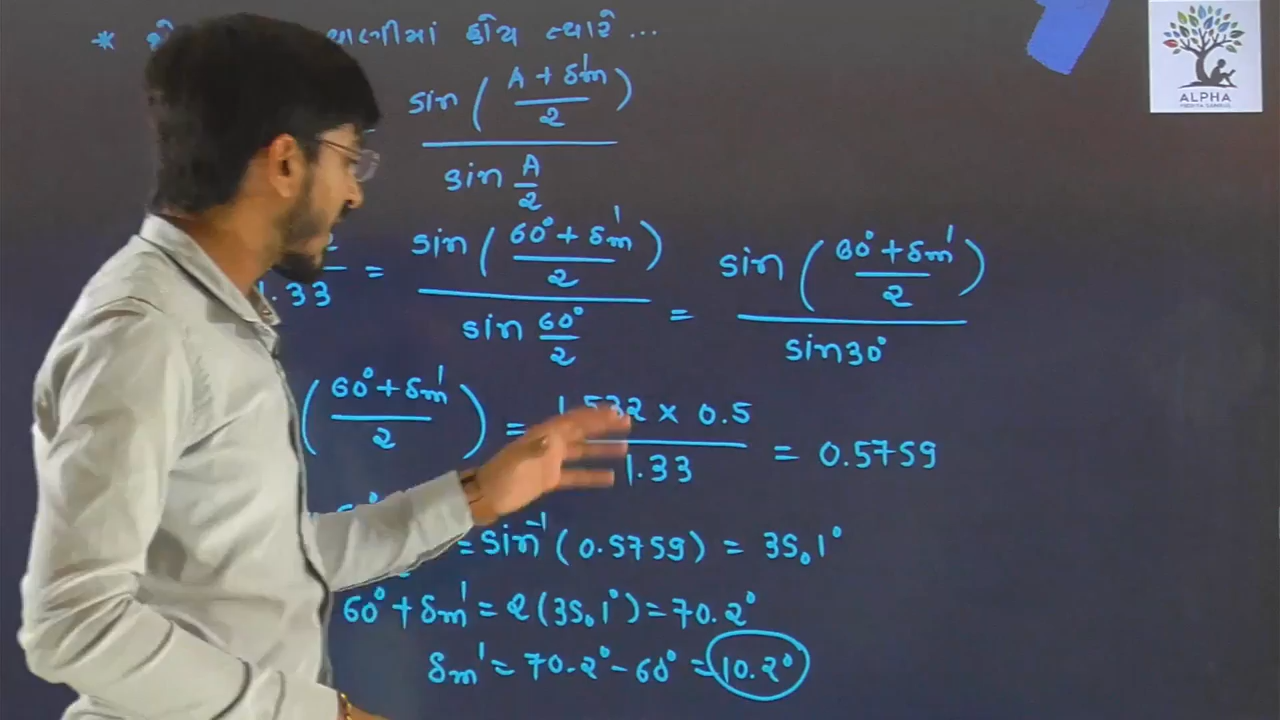 * પાણીમાં હોય ત્યારે ...
ALPHA
sin ( A + δm' / 2 )
sin A/2
1.33 = sin ( 60° + δm' / 2 ) / sin 60°/2 = sin ( 60° + δm' / 2 ) / sin30°
( 60° + δm' / 2 ) = 1.532 × 0.5 / 1.33 = 0.5759
= sin⁻¹ (0.5759) = 35.1°
60° + δm' = 2 (35.1°) = 70.2°
δm' = 70.2° - 60° = 10.2°